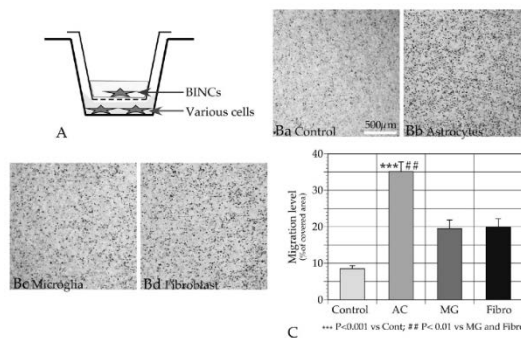 BINCs
Various cells
A
500μm
Ba Control
Bb Astrocytes
Bc Microglia
Bd Fibroblast
Migration level
(% of covered area)
40
30
20
10
0
***
##
Control
AC
MG
Fibro
C
*** P<0.001 vs Cont; ## P< 0.01 vs MG and Fibro